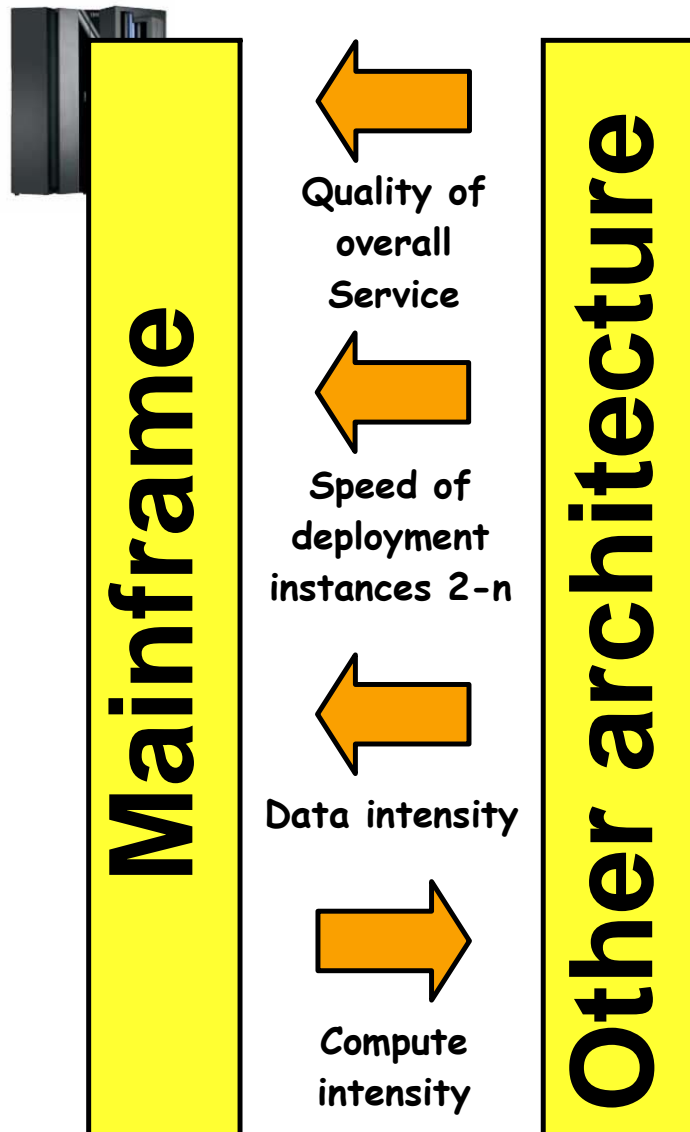 Mainframe
Quality of
overall
Service
Speed of
deployment
instances 2-n
Data intensity
Compute
intensity
Other architecture